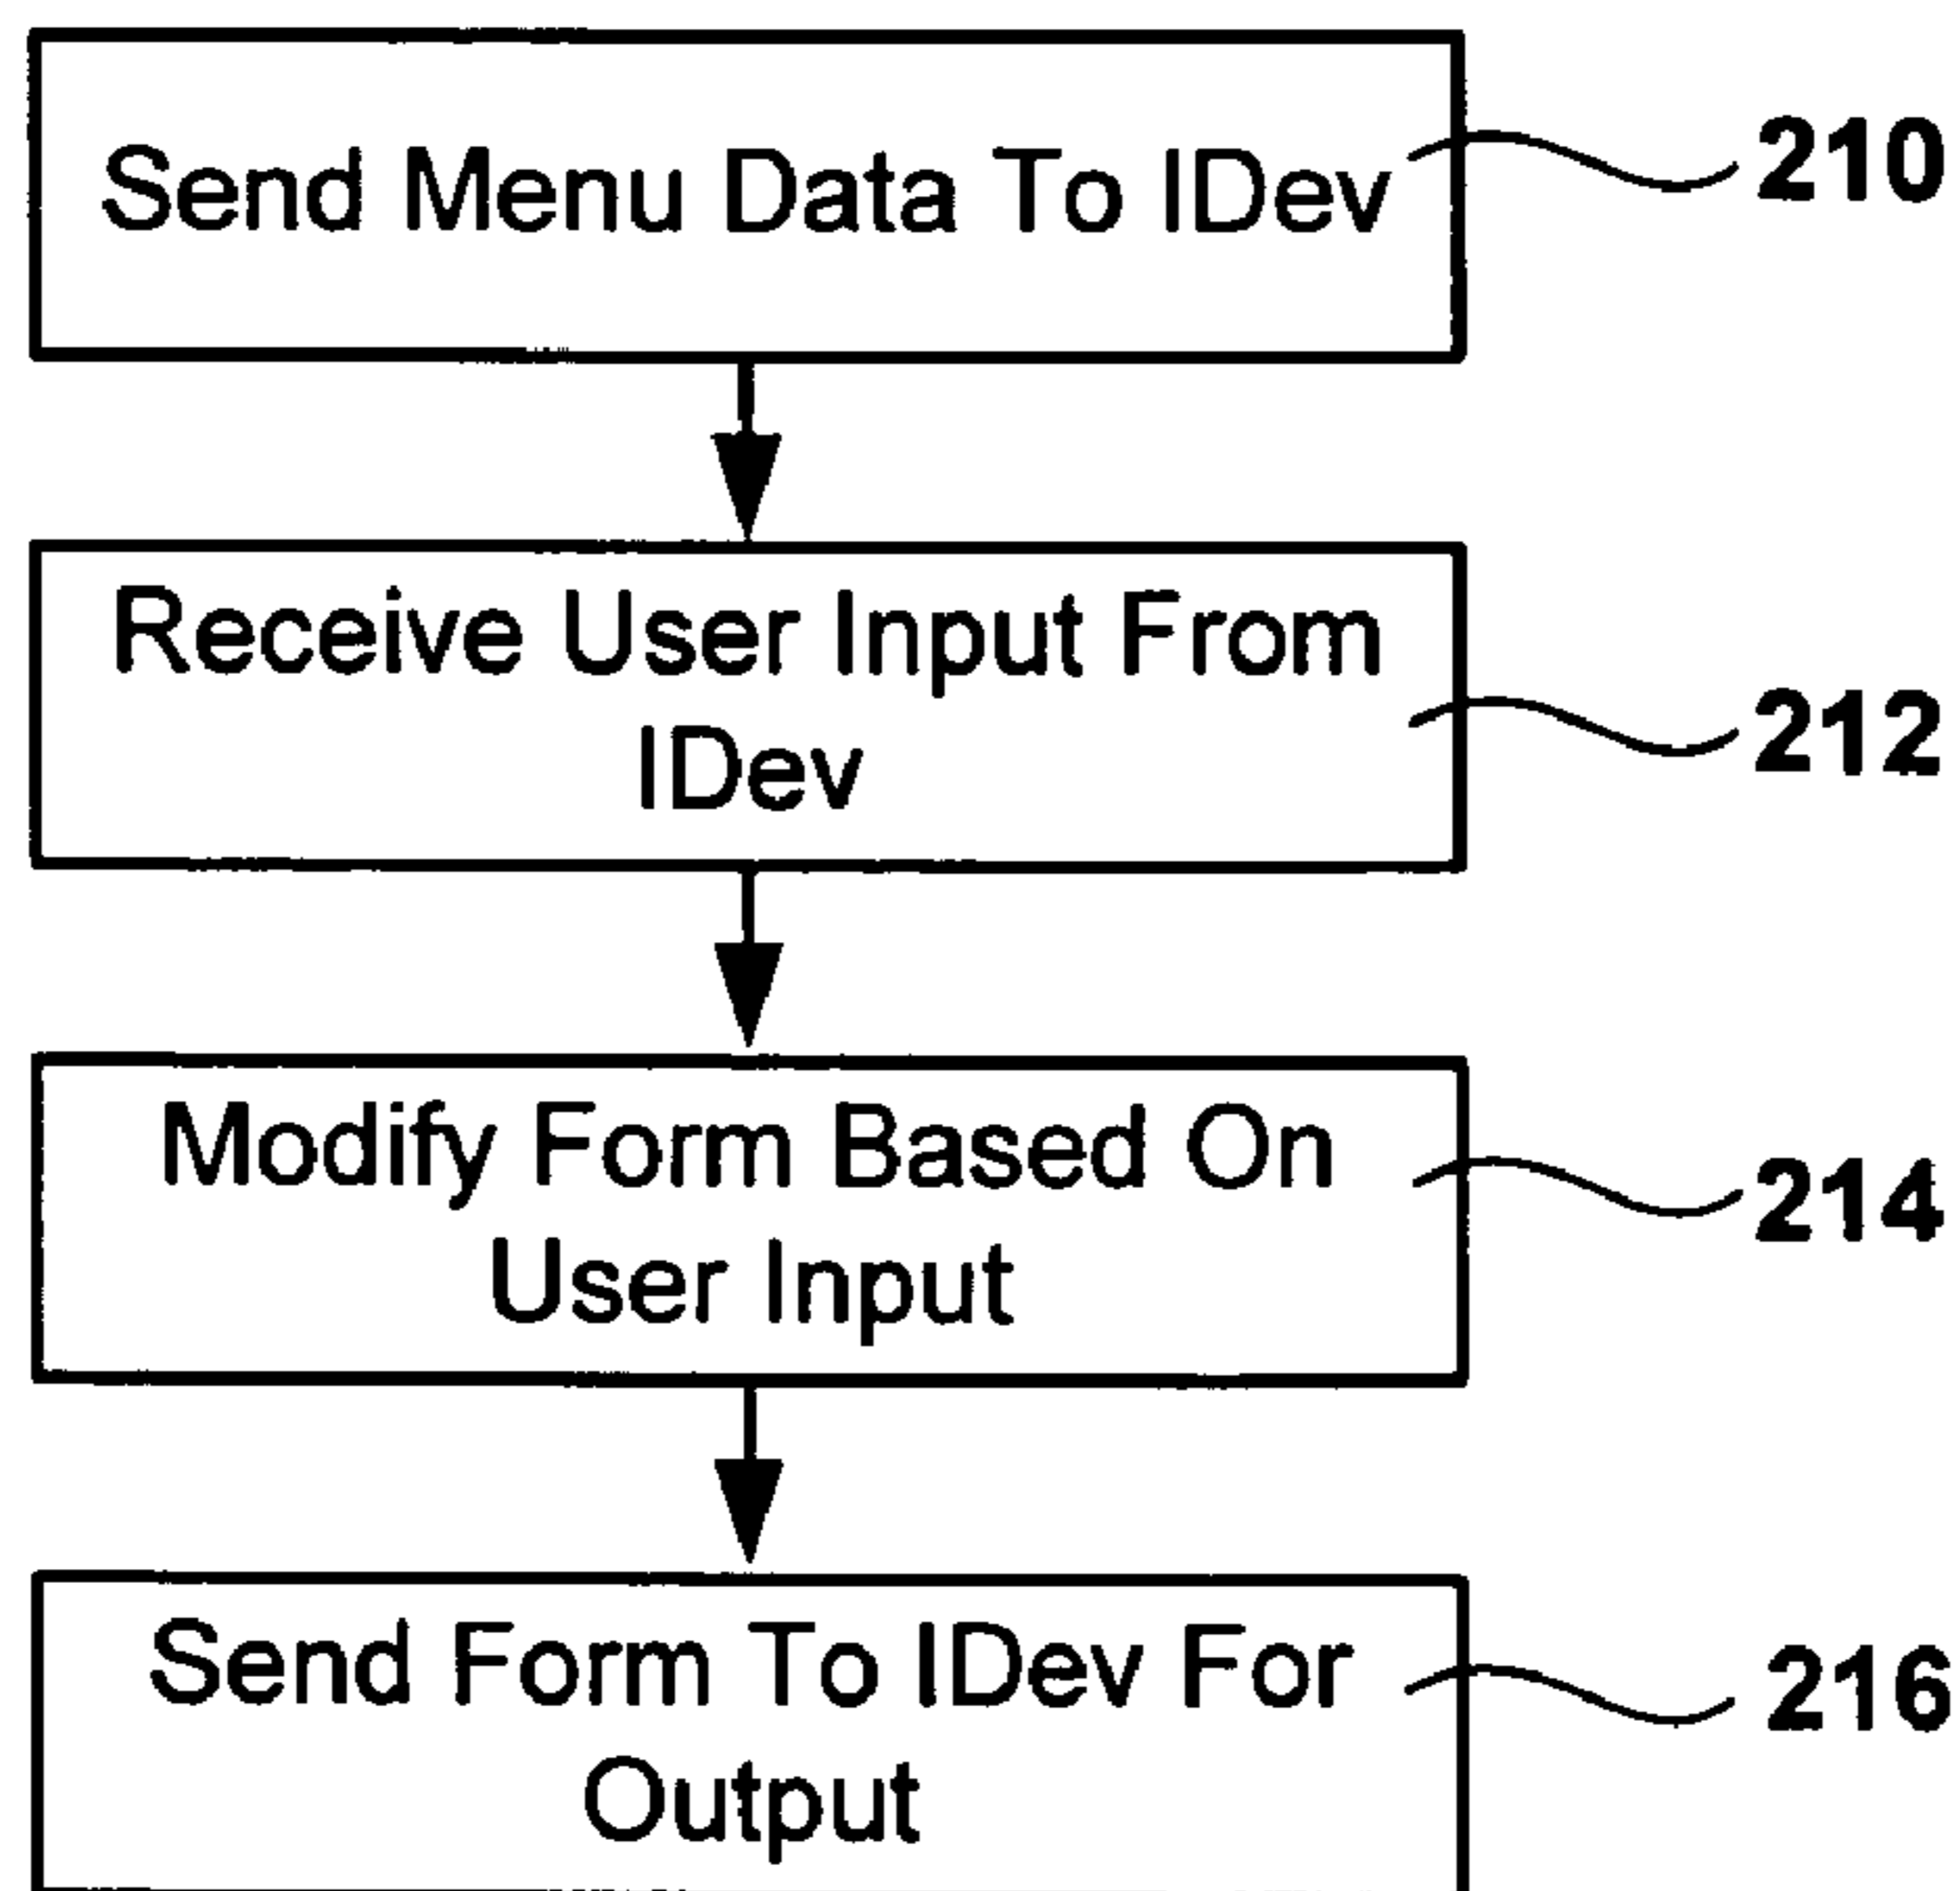 Send Menu Data To IDev
210
Receive User Input From
IDev
212
Modify Form Based On
User Input
214
Send Form To IDev For
Output
216